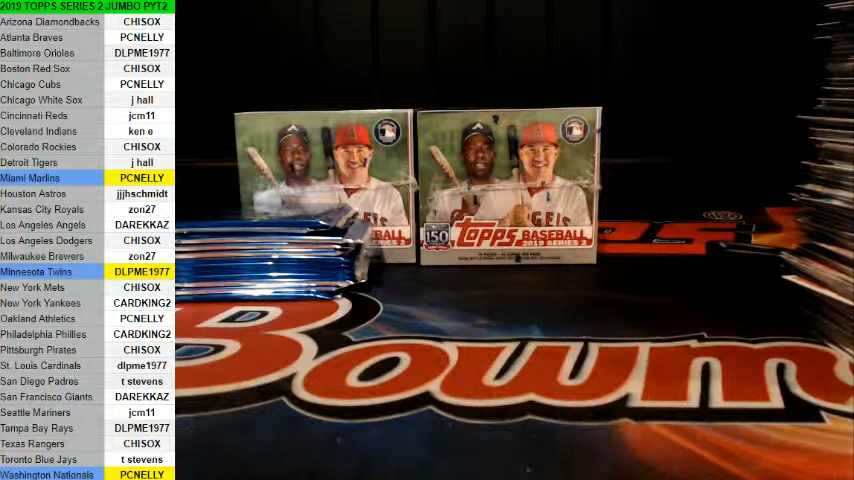 2019 TOPPS SERIES 2 JUMBO PYT2
Arizona Diamondbacks CHISOX
Atlanta Braves PCNELLY
Baltimore Orioles DLPME1977
Boston Red Sox CHISOX
Chicago Cubs PCNELLY
Chicago White Sox j hall
Cincinnati Reds jcm11
Cleveland Indians ken e
Colorado Rockies CHISOX
Detroit Tigers j hall
Miami Marlins PCNELLY
Houston Astros jjjhschmidt
Kansas City Royals zon27
Los Angeles Angels DAREKKAZ
Los Angeles Dodgers CHISOX
Milwaukee Brewers zon27
Minnesota Twins DLPME1977
New York Mets CHISOX
New York Yankees CARDKING2
Oakland Athletics PCNELLY
Philadelphia Phillies CARDKING2
Pittsburgh Pirates CHISOX
St. Louis Cardinals dlpme1977
San Diego Padres t stevens
San Francisco Giants DAREKKAZ
Seattle Mariners jcm11
Tampa Bay Rays DLPME1977
Texas Rangers CHISOX
Toronto Blue Jays t stevens
Washington Nationals PCNELLY
BALL
SERIES 2
ANGELS
150
topps BASEBALL
2019 SERIES 2
Bowm